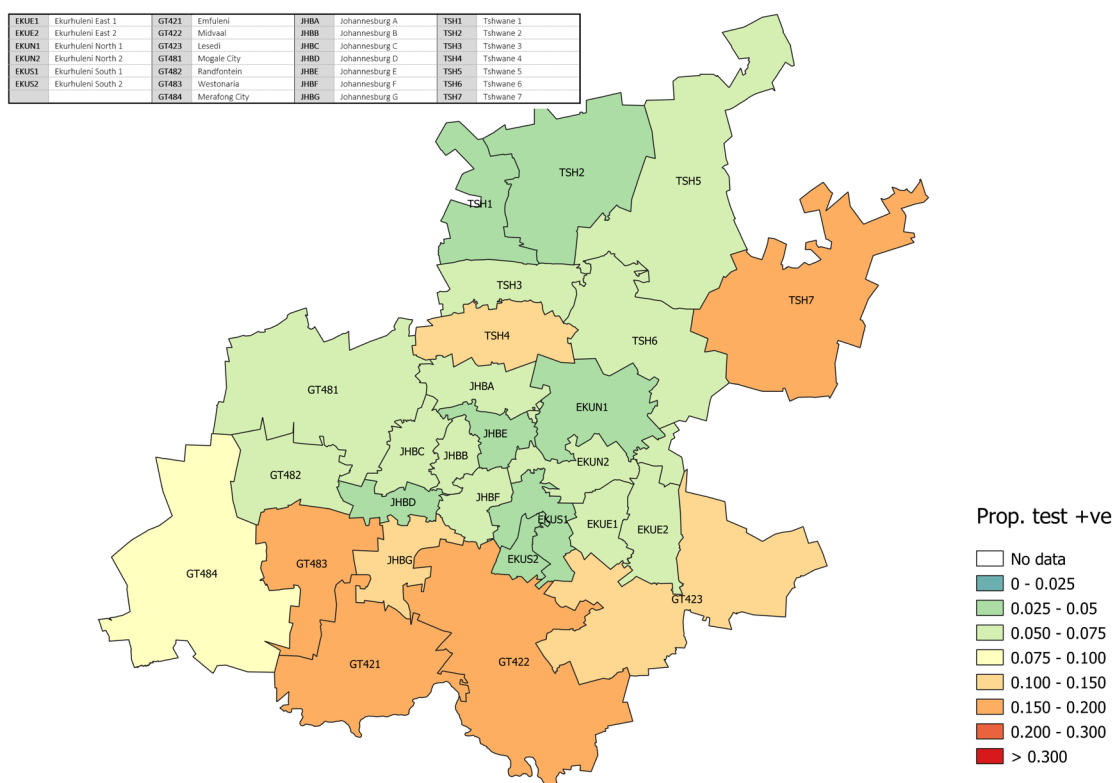 EKUE1 Ekurhuleni East 1 GT421 Emfuleni JHBA Johannesburg A TSH1 Tshwane 1
EKUE2 Ekurhuleni East 2 GT422 Midvaal JHBB Johannesburg B TSH2 Tshwane 2
EKUN1 Ekurhuleni North 1 GT423 Lesedi JHBC Johannesburg C TSH3 Tshwane 3
EKUN2 Ekurhuleni North 2 GT481 Mogale City JHBD Johannesburg D TSH4 Tshwane 4
EKUS1 Ekurhuleni South 1 GT482 Randfontein JHBE Johannesburg E TSH5 Tshwane 5
EKUS2 Ekurhuleni South 2 GT483 Westonaria JHBF Johannesburg F TSH6 Tshwane 6
GT484 Merafong City JHBG Johannesburg G TSH7 Tshwane 7
TSH2
TSH5
TSH1
TSH3
TSH7
TSH4
TSH6
JHBA
GT481
EKUN1
JHBE
JHBC
JHBB
EKUN2
GT482
JHBF
JHBD
EKUS1
EKUE1
EKUE2
EKUS2
JHBG
GT483
GT484
GT423
GT421
GT422
Prop. test +ve
No data
0 - 0.025
0.025 - 0.05
0.050 - 0.075
0.075 - 0.100
0.100 - 0.150
0.150 - 0.200
0.200 - 0.300
> 0.300